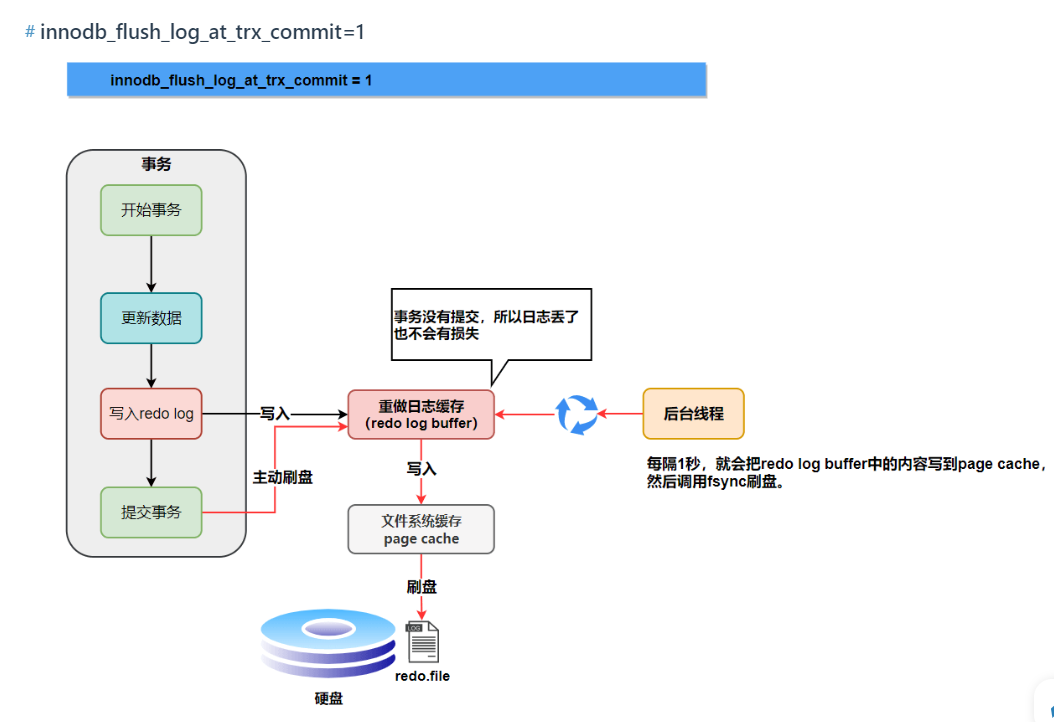 # innodb_flush_log_at_trx_commit=1
innodb_flush_log_at_trx_commit = 1
事务
开始事务
更新数据
写入redo log
提交事务
写入
主动刷盘
事务没有提交，所以日志丢了
也不会有损失
重做日志缓存
(redo log buffer)
后台线程
每隔1秒，就会把redo log buffer中的内容写到page cache，
然后调用fsync刷盘。
写入
文件系统缓存
page cache
刷盘
LOG
redo.file
硬盘